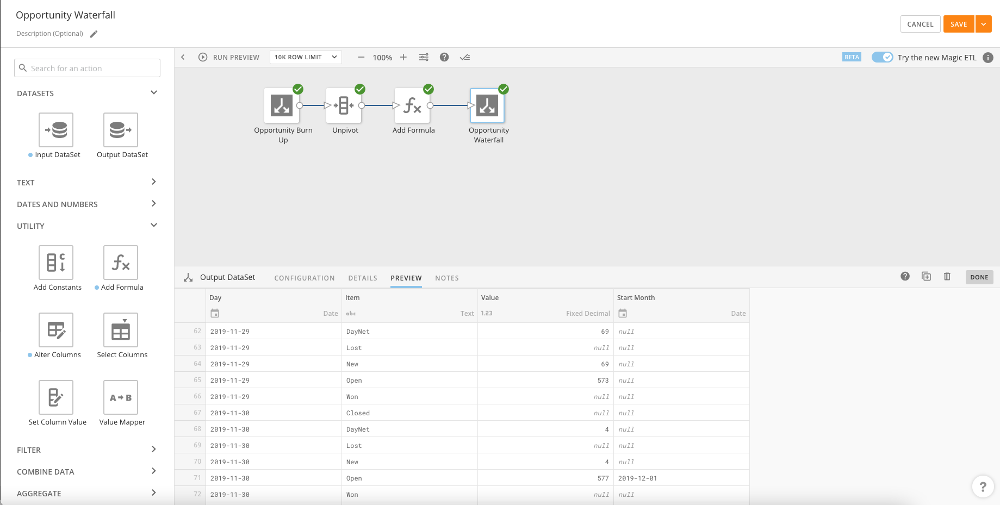 Opportunity Waterfall
Description (Optional)
CANCEL
SAVE
Search for an action
DATASETS
Input DataSet
Output DataSet
TEXT
DATES AND NUMBERS
UTILITY
Add Constants
Add Formula
Alter Columns
Select Columns
A B
Set Column Value
Value Mapper
FILTER
COMBINE DATA
AGGREGATE
RUN PREVIEW
10K ROW LIMIT
100%
BETA
Try the new Magic ETL
Opportunity Burn
Up
Unpivot
Add Formula
Opportunity
Waterfall
Output DataSet
CONFIGURATION
DETAILS
PREVIEW
NOTES
DONE
Day Item Value Start Month
Date abc Text 1.23 Fixed Decimal Date
62 2019-11-29 DayNet 69 null
63 2019-11-29 Lost null null
64 2019-11-29 New 69 null
65 2019-11-29 Open 573 null
66 2019-11-29 Won null null
67 2019-11-30 Closed null null
68 2019-11-30 DayNet 4 null
69 2019-11-30 Lost null null
70 2019-11-30 New 4 null
71 2019-11-30 Open 577 2019-12-01
72 2019-11-30 Won null null
?